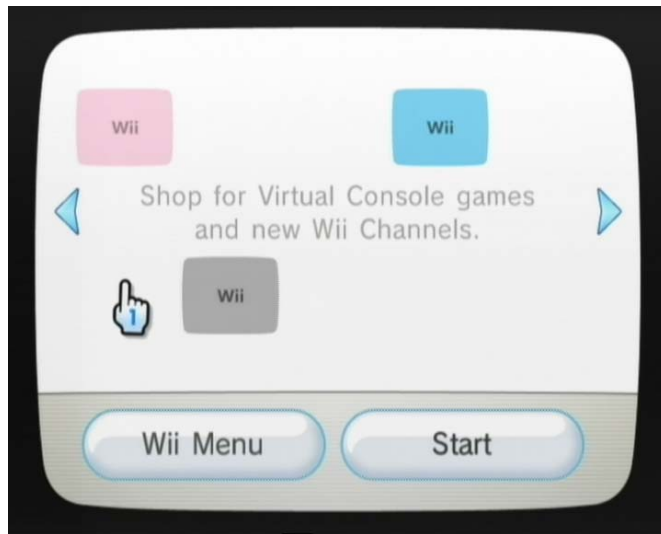 Wii
Wii
Shop for Virtual Console games
and new Wii Channels.
Wii
1
Wii Menu
Start